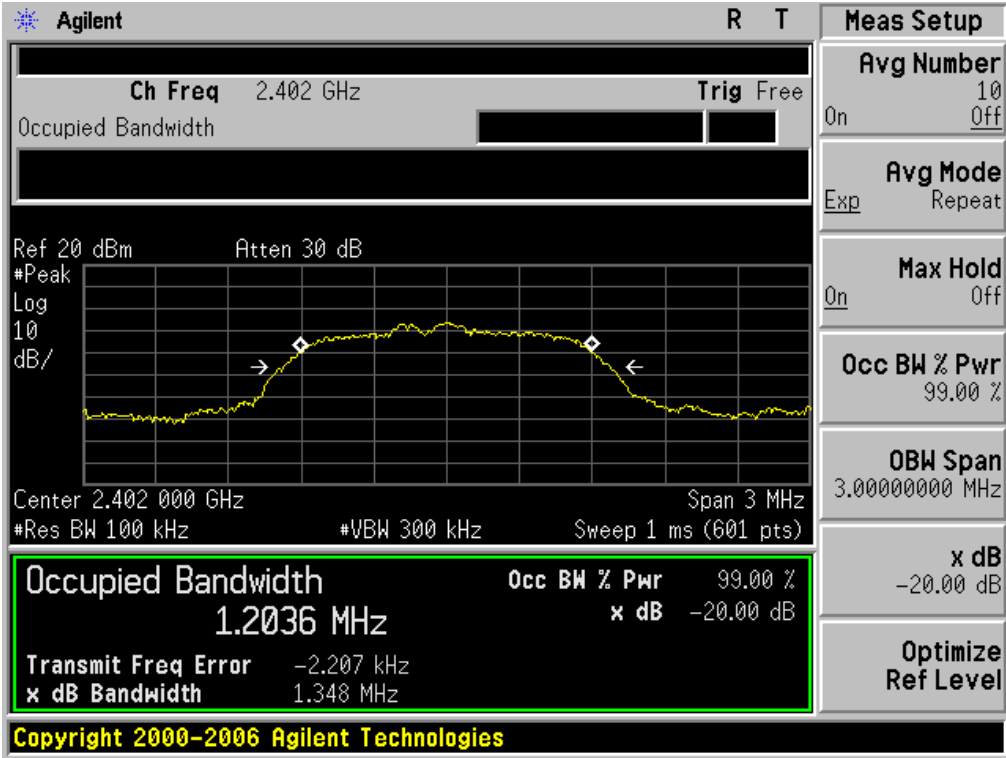 Agilent R T
Ch Freq 2.402 GHz Trig Free
Occupied Bandwidth
Ref 20 dBm Atten 30 dB
#Peak
Log
10
dB/
Center 2.402 000 GHz Span 3 MHz
#Res BW 100 kHz #VBW 300 kHz Sweep 1 ms (601 pts)
Occupied Bandwidth
1.2036 MHz
Occ BW % Pwr 99.00 %
x dB -20.00 dB
Transmit Freq Error -2.207 kHz
x dB Bandwidth 1.348 MHz
Copyright 2000-2006 Agilent Technologies
Meas Setup
Avg Number
10
On Off
Avg Mode
Exp Repeat
Max Hold
On Off
Occ BW % Pwr
99.00 %
OBW Span
3.00000000 MHz
x dB
-20.00 dB
Optimize
Ref Level